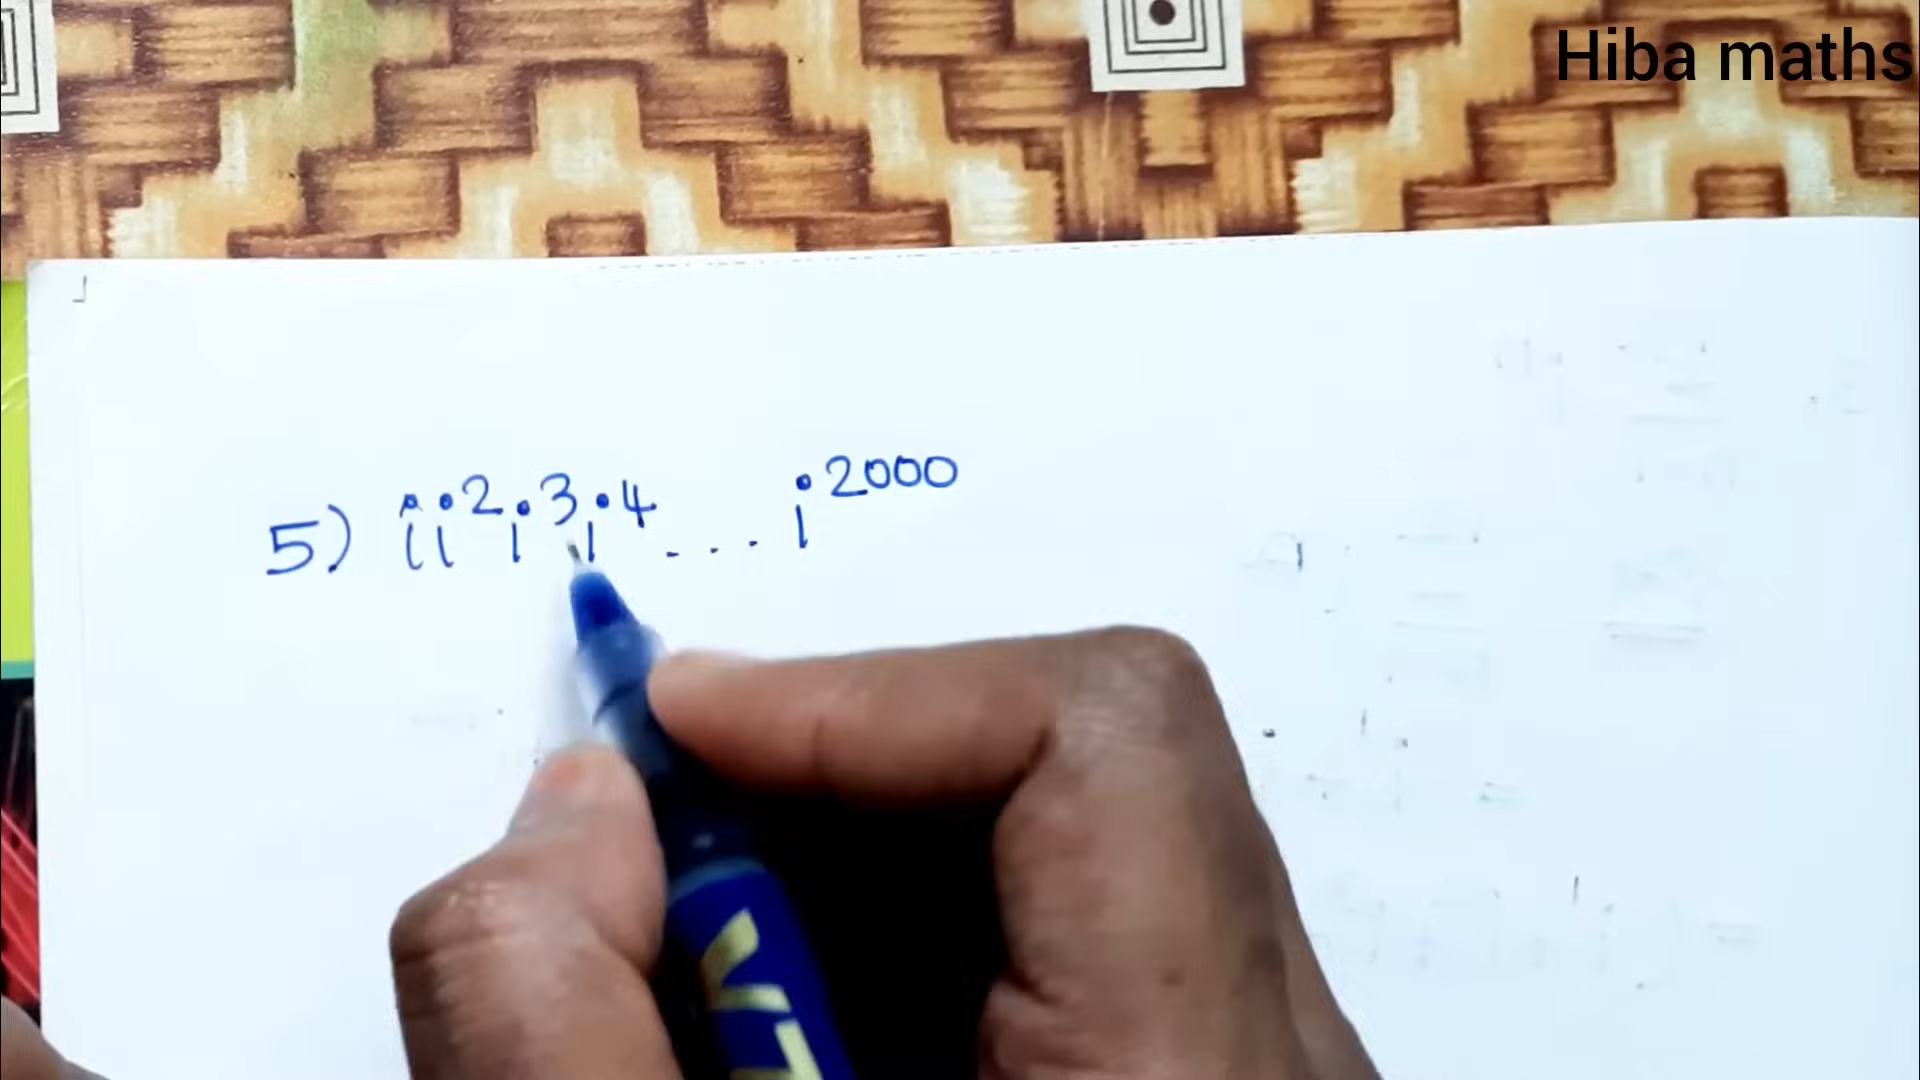 Hiba maths
5) i i² i³ i⁴ ... i²⁰⁰⁰